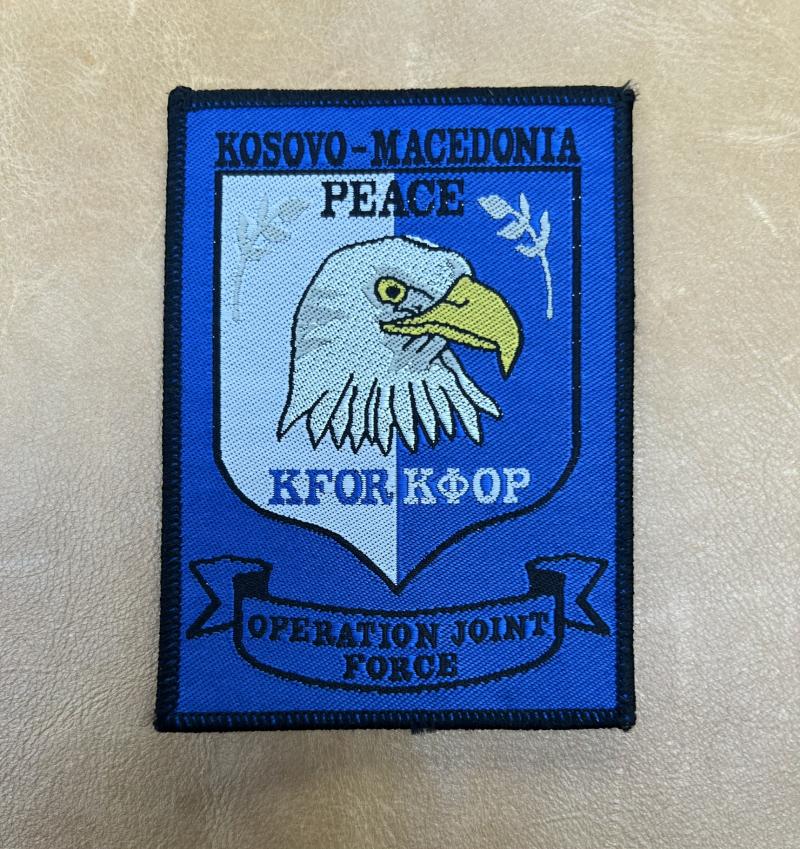 KOSOVO-MACEDONIA
PEACE
KFOR КФОР
OPERATION JOINT
FORCE